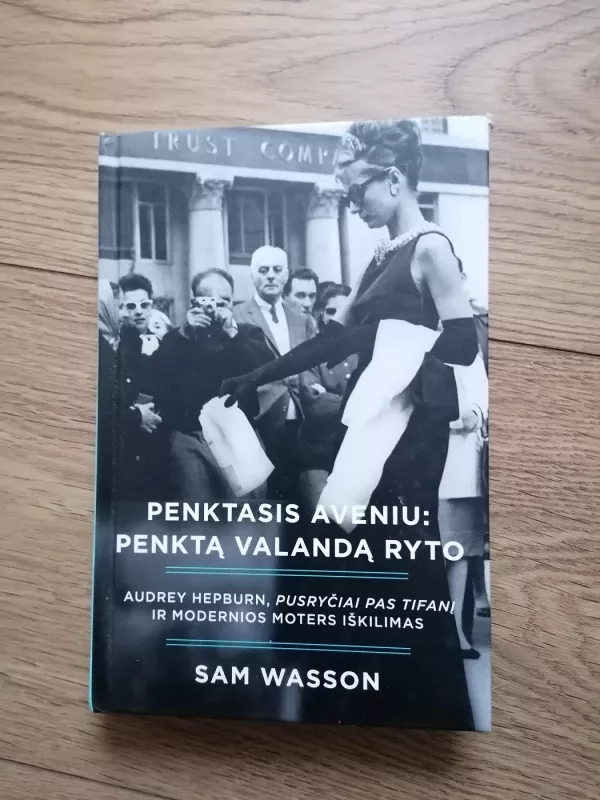 TRUST COMPA
PENKTASIS AVENIU:
PENKTĄ VALANDĄ RYTO
AUDREY HEPBURN, PUSRYČIAI PAS TIFANĮ
IR MODERNIOS MOTERS IŠKILIMAS
SAM WASSON